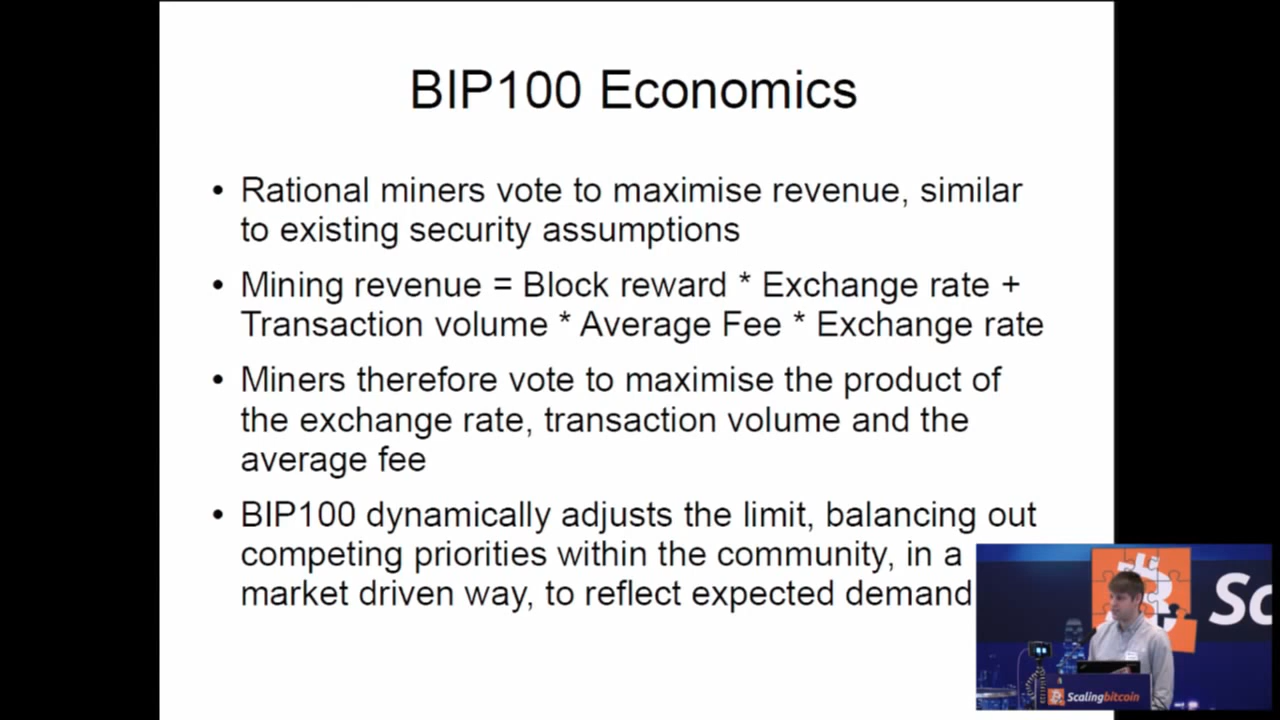 BIP100 Economics
• Rational miners vote to maximise revenue, similar
to existing security assumptions
• Mining revenue = Block reward * Exchange rate +
Transaction volume * Average Fee * Exchange rate
• Miners therefore vote to maximise the product of
the exchange rate, transaction volume and the
average fee
• BIP100 dynamically adjusts the limit, balancing out
competing priorities within the community, in a
market driven way, to reflect expected demand
Sc
Scalingbitcoin